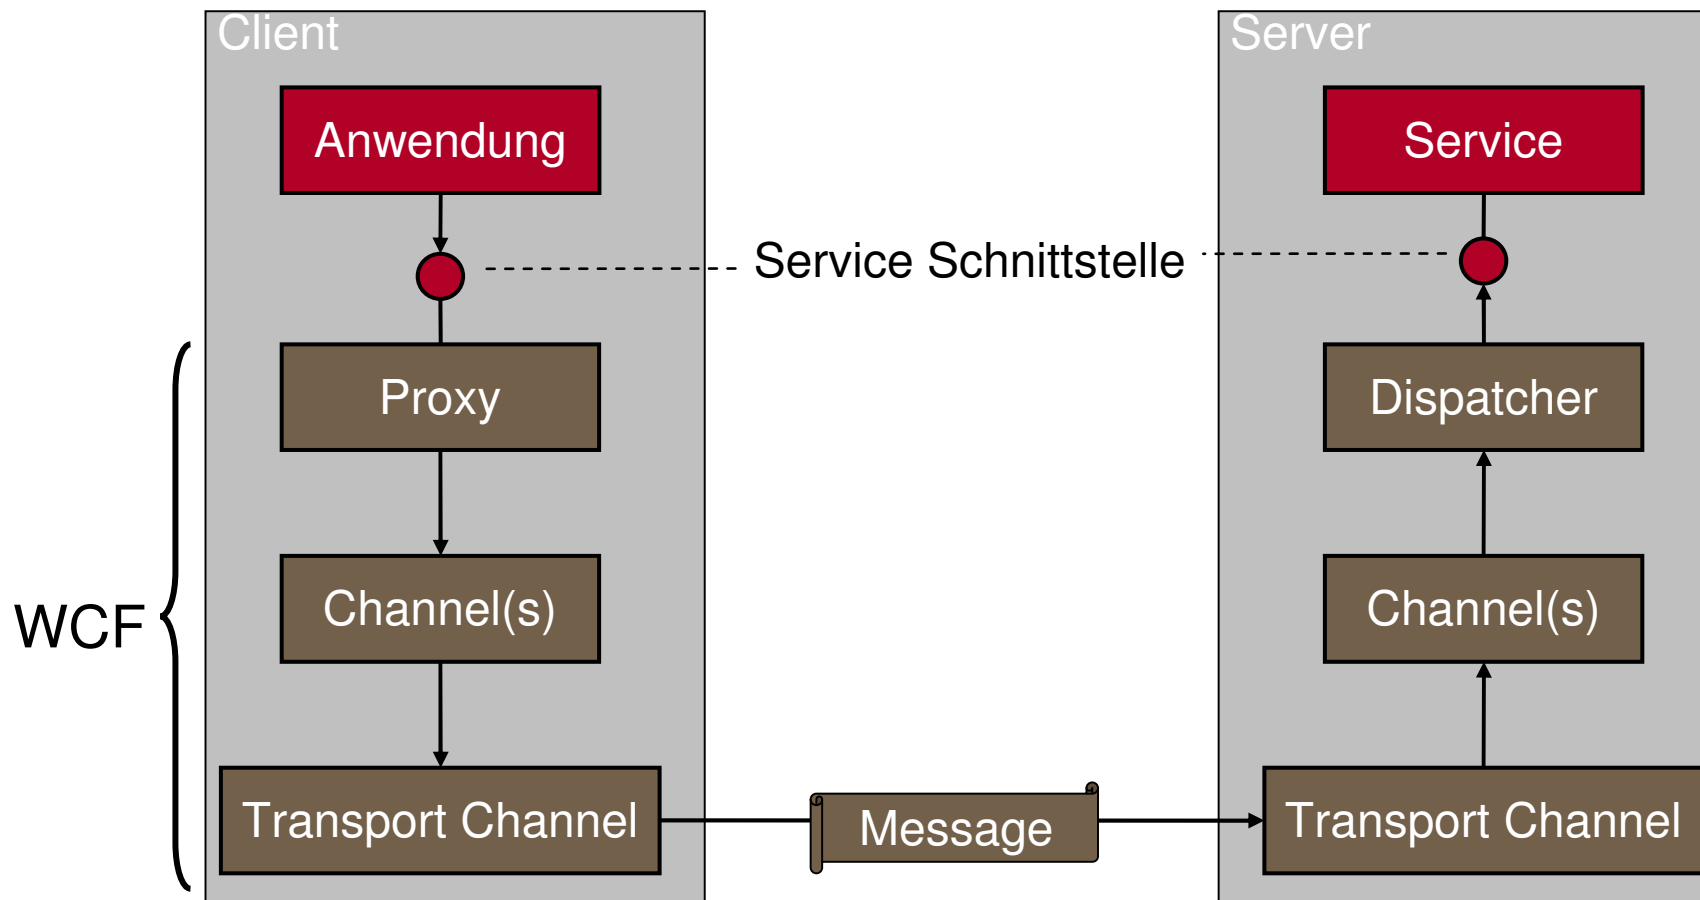 Client
Server
Anwendung
Service
Service Schnittstelle
Proxy
Dispatcher
WCF
Channel(s)
Channel(s)
Transport Channel
Message
Transport Channel